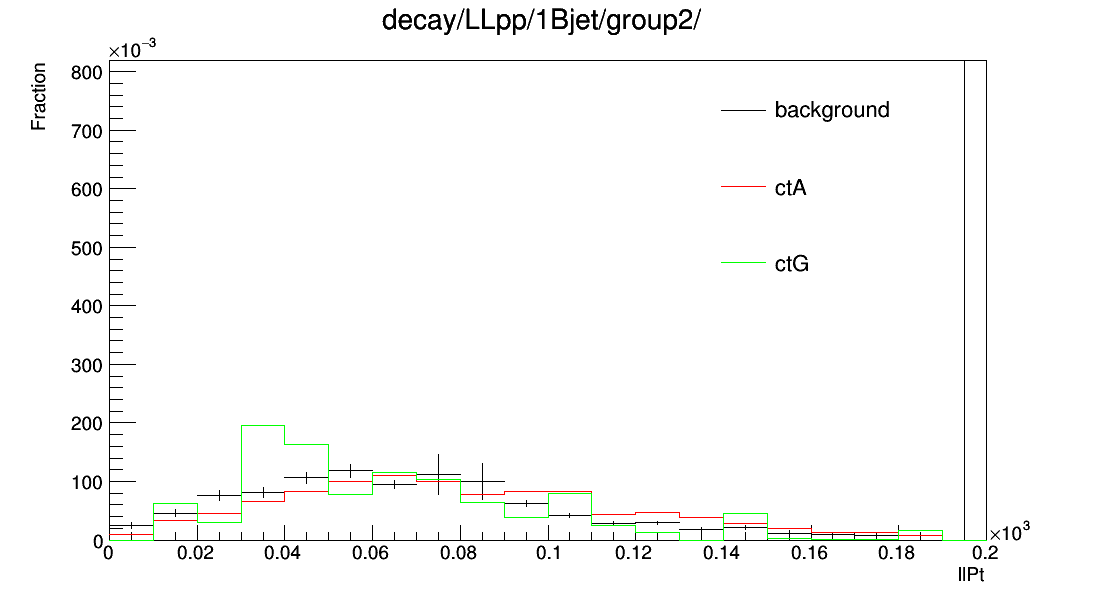 decay/LLpp/1Bjet/group2/
×10⁻³
Fraction
800
700
600
500
400
300
200
100
0
background
ctA
ctG
0 0.02 0.04 0.06 0.08 0.1 0.12 0.14 0.16 0.18 0.2
×10³
llPt